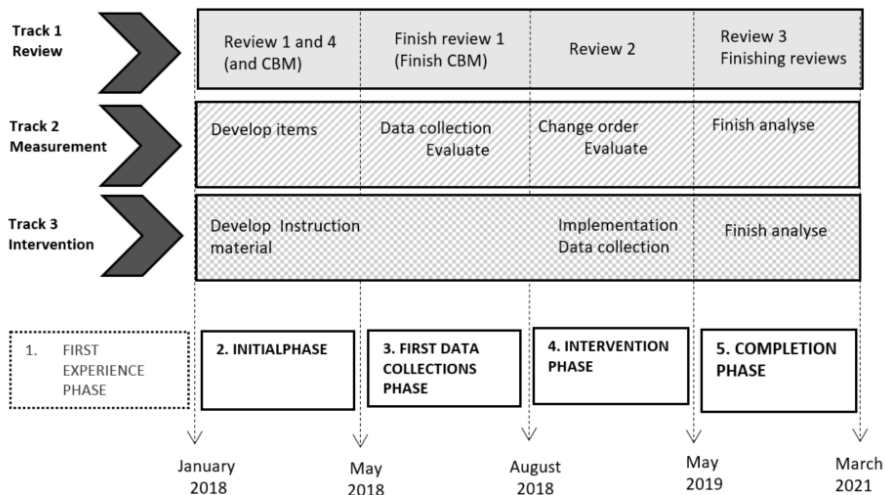 Track 1
Review
Review 1 and 4
(and CBM)
Finish review 1
(Finish CBM)
Review 2
Review 3
Finishing reviews
Track 2
Measurement
Develop items
Data collection
Evaluate
Change order
Evaluate
Finish analyse
Track 3
Intervention
Develop Instruction
material
Implementation
Data collection
Finish analyse
1. FIRST
EXPERIENCE
PHASE
2. INITIALPHASE
3. FIRST DATA
COLLECTIONS
PHASE
4. INTERVENTION
PHASE
5. COMPLETION
PHASE
January
2018
May
2018
August
2018
May
2019
March
2021